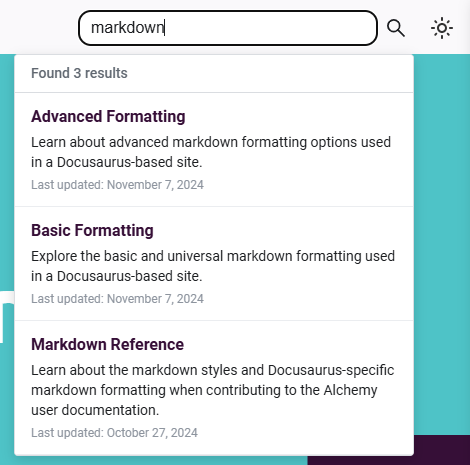 markdown
Found 3 results
Advanced Formatting
Learn about advanced markdown formatting options used
in a Docusaurus-based site.
Last updated: November 7, 2024
Basic Formatting
Explore the basic and universal markdown formatting used
in a Docusaurus-based site.
Last updated: November 7, 2024
Markdown Reference
Learn about the markdown styles and Docusaurus-specific
markdown formatting when contributing to the Alchemy
user documentation.
Last updated: October 27, 2024